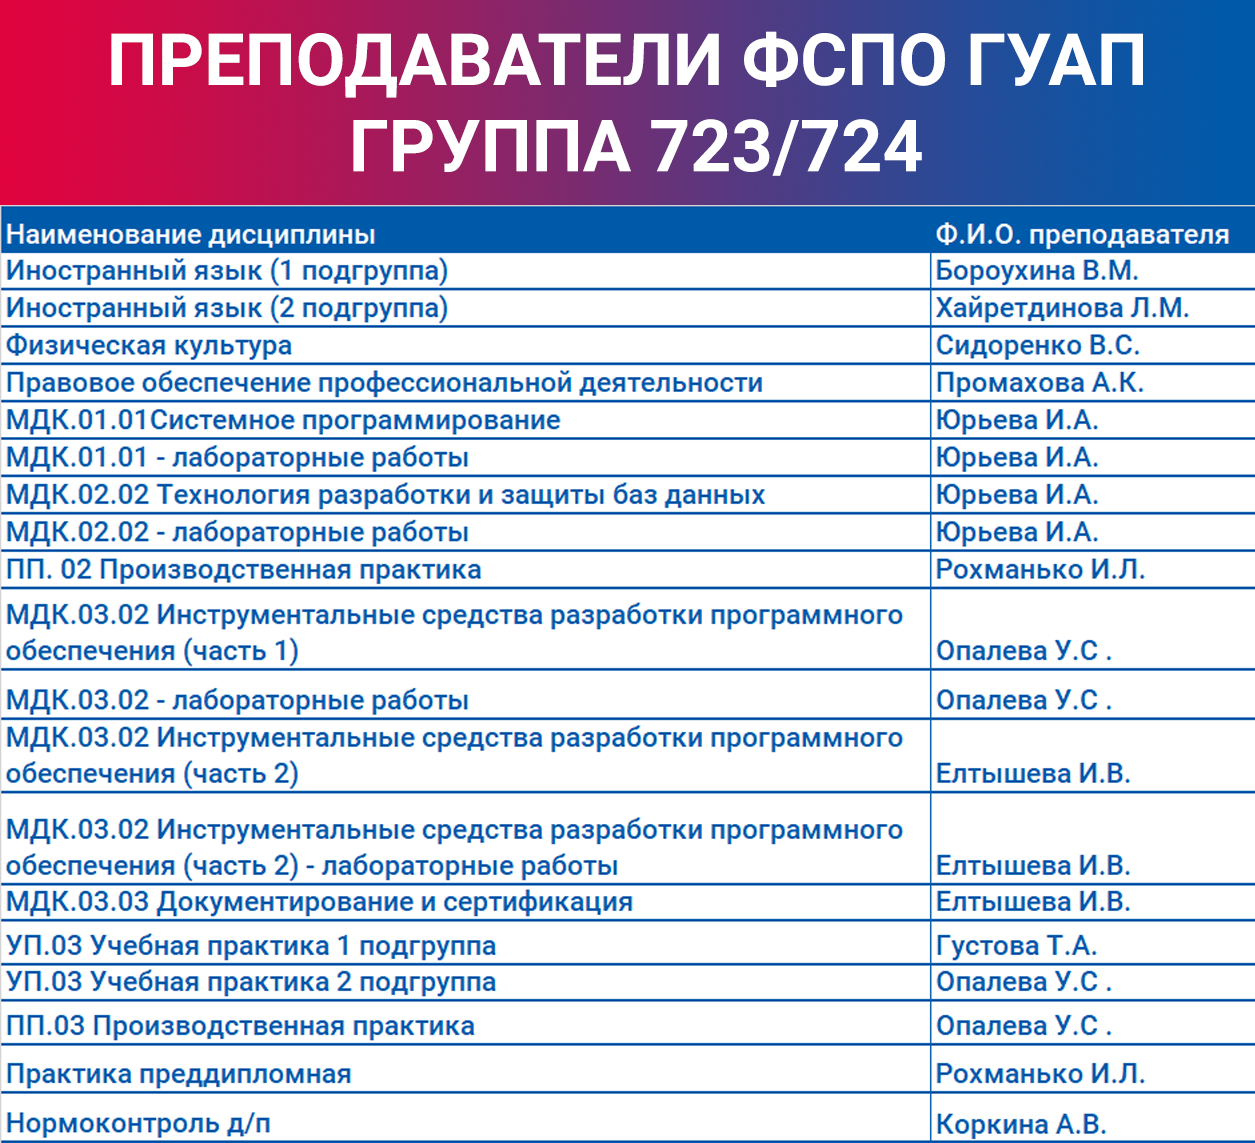 ПРЕПОДАВАТЕЛИ ФСПО ГУАП
ГРУППА 723/724
Наименование дисциплины Ф.И.О. преподавателя
Иностранный язык (1 подгруппа) Бороухина В.М.
Иностранный язык (2 подгруппа) Хайретдинова Л.М.
Физическая культура Сидоренко В.С.
Правовое обеспечение профессиональной деятельности Промахова А.К.
МДК.01.01Системное программирование Юрьева И.А.
МДК.01.01 - лабораторные работы Юрьева И.А.
МДК.02.02 Технология разработки и защиты баз данных Юрьева И.А.
МДК.02.02 - лабораторные работы Юрьева И.А.
ПП. 02 Производственная практика Рохманько И.Л.
МДК.03.02 Инструментальные средства разработки программного
обеспечения (часть 1) Опалева У.С .
МДК.03.02 - лабораторные работы Опалева У.С .
МДК.03.02 Инструментальные средства разработки программного
обеспечения (часть 2) Елтышева И.В.
МДК.03.02 Инструментальные средства разработки программного
обеспечения (часть 2) - лабораторные работы Елтышева И.В.
МДК.03.03 Документирование и сертификация Елтышева И.В.
УП.03 Учебная практика 1 подгруппа Густова Т.А.
УП.03 Учебная практика 2 подгруппа Опалева У.С .
ПП.03 Производственная практика Опалева У.С .
Практика преддипломная Рохманько И.Л.
Нормоконтроль д/п Коркина А.В.